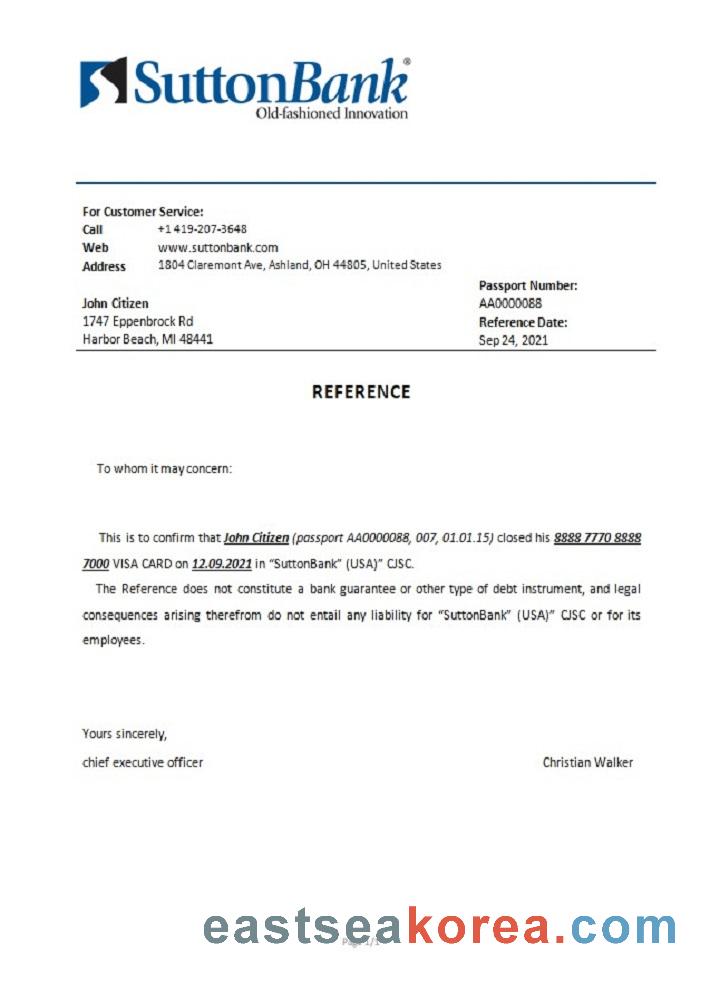 SuttonBank®
Old-fashioned Innovation
For Customer Service:
Call +1 419-207-3648
Web www.suttonbank.com
Address 1804 Claremont Ave, Ashland, OH 44805, United States
Passport Number:
John Citizen AA0000088
1747 Eppenbrock Rd Reference Date:
Harbor Beach, MI 48441 Sep 24, 2021
REFERENCE
To whom it may concern:
This is to confirm that John Citizen (passport AA0000088, 007, 01.01.15) closed his 8888 7770 8888
7000 VISA CARD on 12.09.2021 in “SuttonBank” (USA)” CJSC.
The Reference does not constitute a bank guarantee or other type of debt instrument, and legal
consequences arising therefrom do not entail any liability for “SuttonBank” (USA)” CJSC or for its
employees.
Yours sincerely,
chief executive officer Christian Walker
eastseakorea.com
Page 1/1